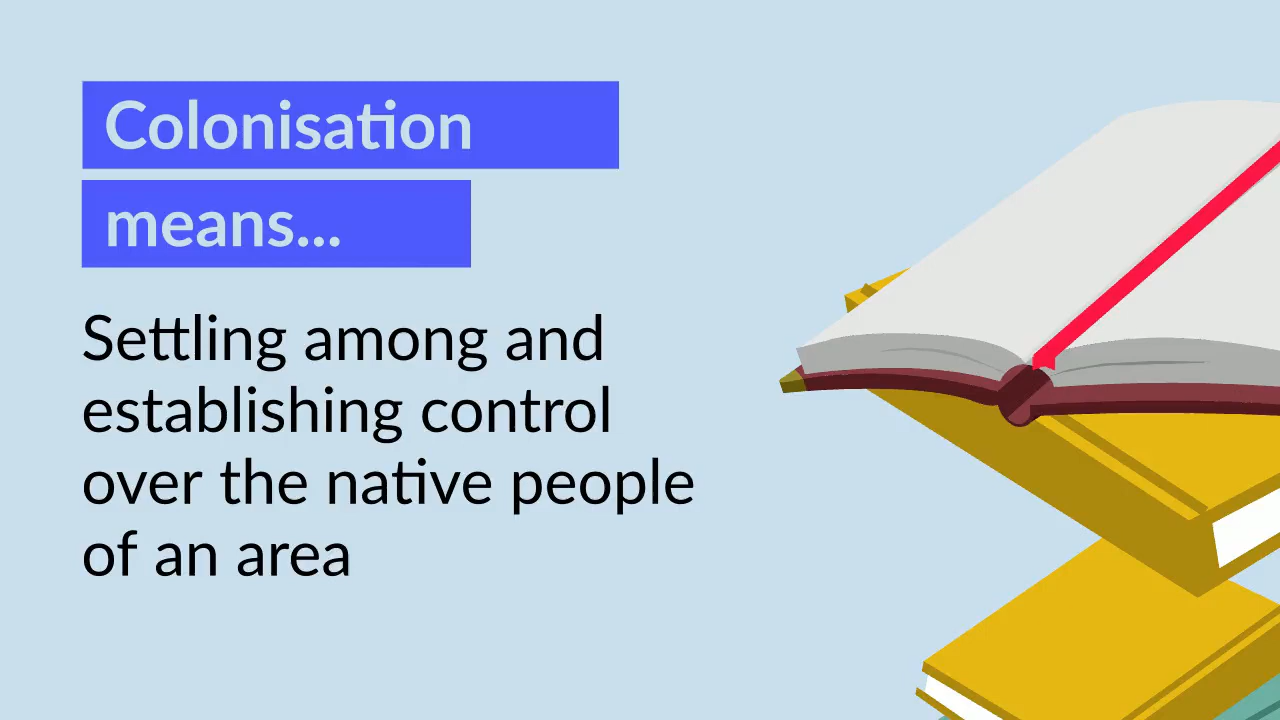 Colonisation
means...
Settling among and
establishing control
over the native people
of an area